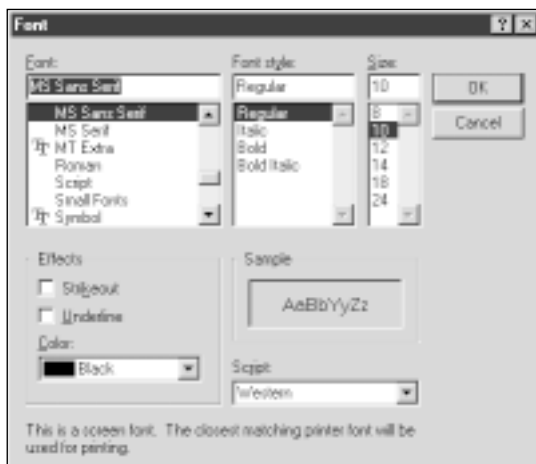 Font
? ×
Font:
MS Sans Serif
MS Sans Serif
MS Serif
MT Extra
Roman
Script
Small Fonts
Symbol
Font style:
Regular
Regular
Italic
Bold
Bold Italic
Size:
10
8
10
12
14
18
24
OK
Cancel
Effects
Strikeout
Underline
Color:
Black
Sample
AaBbYyZz
Script:
Western
This is a screen font. The closest matching printer font will be
used for printing.